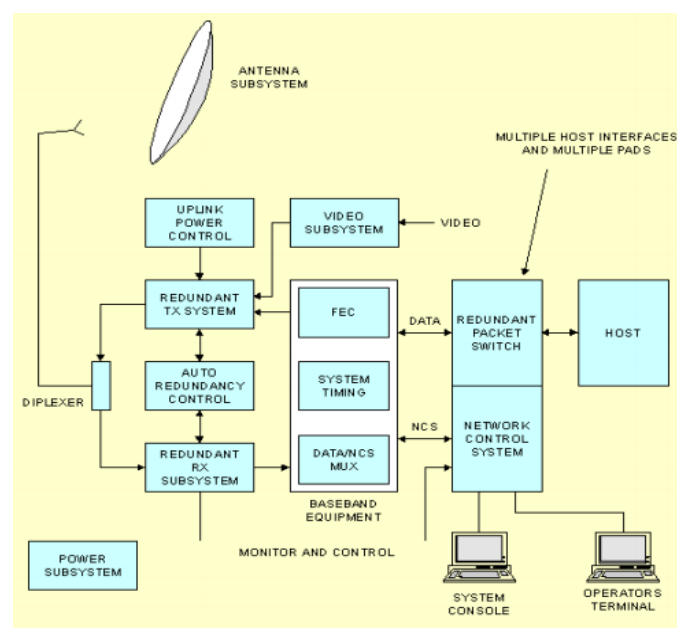 ANTENNA
SUBSYSTEM
MULTIPLE HOST INTERFACES
AND MULTIPLE PADS
UPLINK
POWER
CONTROL
VIDEO
SUBSYSTEM
VIDEO
REDUNDANT
TX SYSTEM
FEC
DATA
REDUNDANT
PACKET
SWITCH
HOST
AUTO
REDUNDANCY
CONTROL
SYSTEM
TIMING
DIPLEXER
NCS
NETWORK
CONTROL
SYSTEM
REDUNDANT
RX
SUBSYSTEM
DATA/NCS
MUX
BASEBAND
EQUIPMENT
MONITOR AND CONTROL
POWER
SUBSYSTEM
SYSTEM
CONSOLE
OPERATORS
TERMINAL